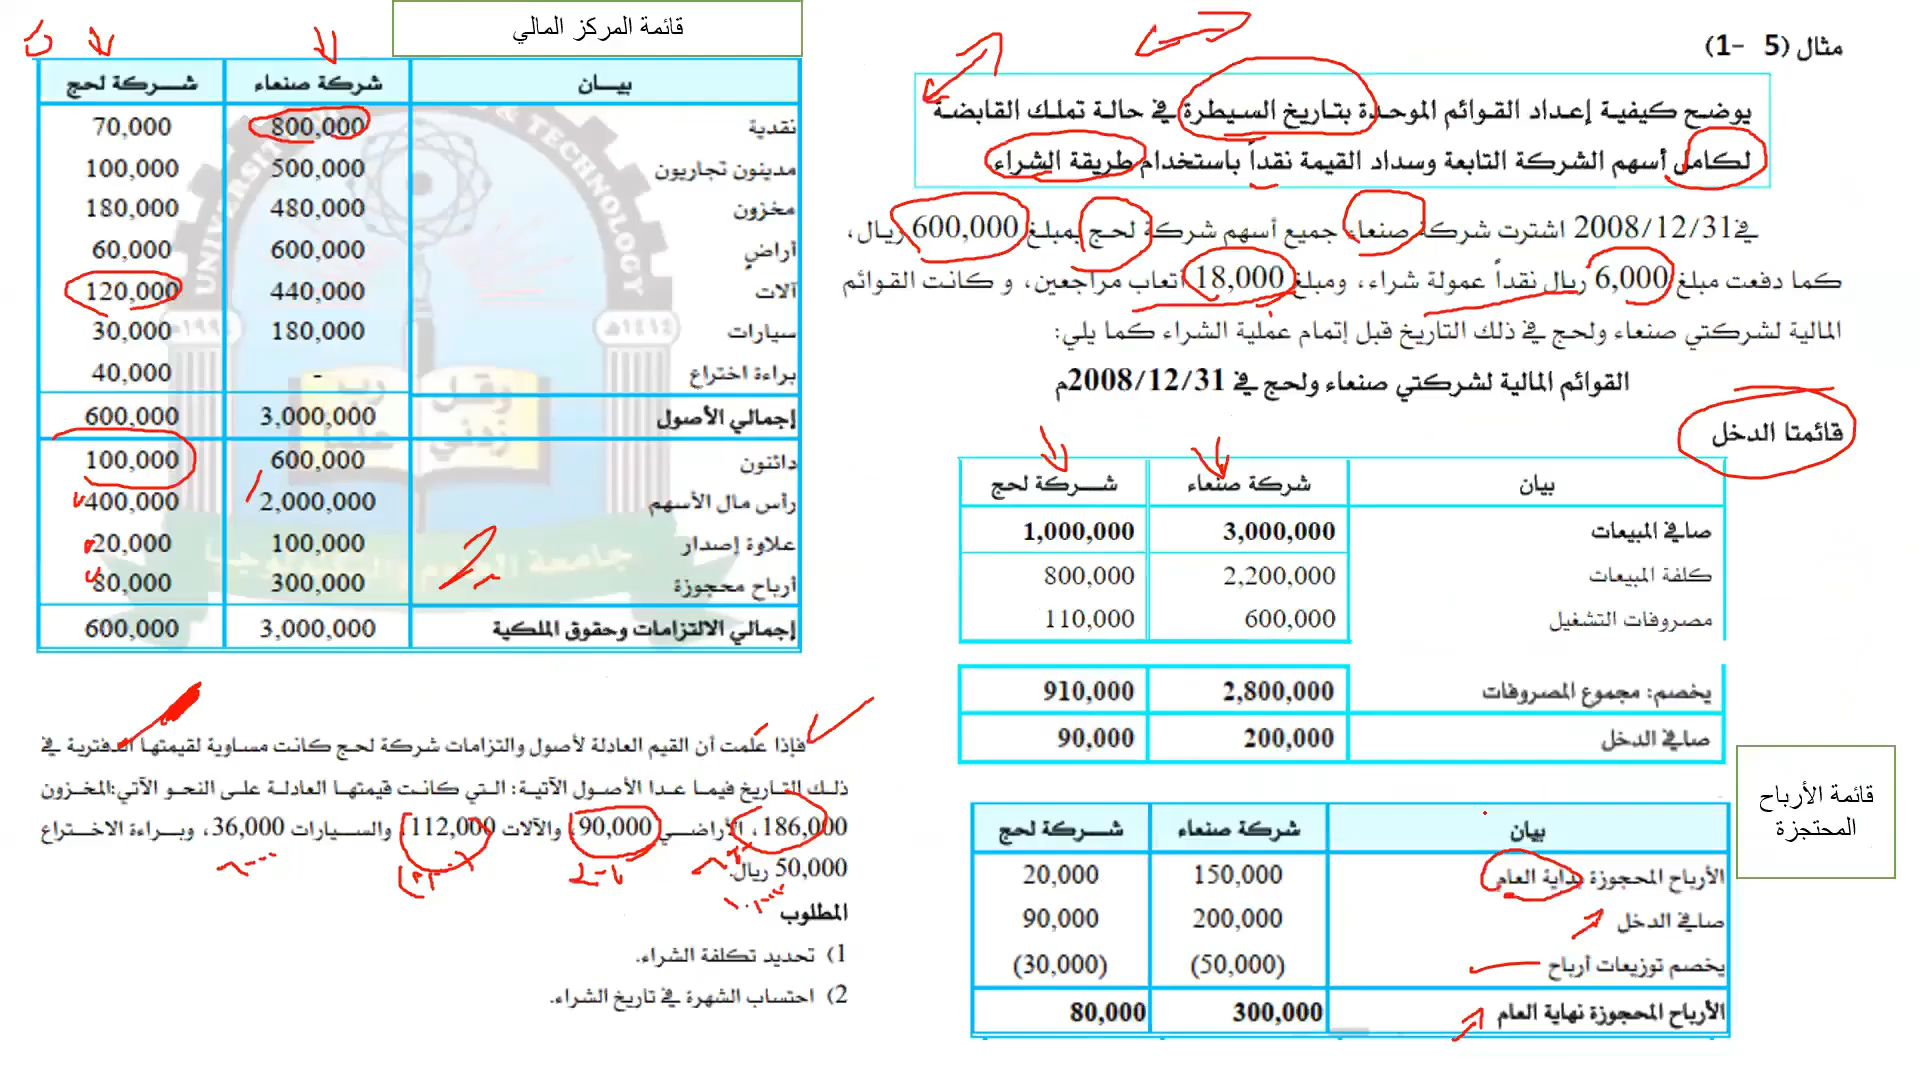 مثال (5 -1)
يوضح كيفية إعداد القوائم الموحدة بتاريخ السيطرة في حالة تملك القابضة
لكامل أسهم الشركة التابعة وسداد القيمة نقداً باستخدام طريقة الشراء
في 2008/12/31 اشترت شركة صنعاء جميع أسهم شركة لحج بمبلغ 600,000 ريال،
كما دفعت مبلغ 6,000 ريال نقداً عمولة شراء، ومبلغ 18,000 أتعاب مراجعين، و كانت القوائم
المالية لشركتي صنعاء ولحج في ذلك التاريخ قبل إتمام عملية الشراء كما يلي:
القوائم المالية لشركتي صنعاء ولحج في 2008/12/31م
قائمتا الدخل
بيان شركة صنعاء شركة لحج
صافي المبيعات 3,000,000 1,000,000
كلفة المبيعات 2,200,000 800,000
مصروفات التشغيل 600,000 110,000
يخصم: مجموع المصروفات 2,800,000 910,000
صافي الدخل 200,000 90,000
قائمة الأرباح
المحتجزة
بيان شركة صنعاء شركة لحج
الأرباح المحجوزة بداية العام 150,000 20,000
صافي الدخل 200,000 90,000
يخصم توزيعات أرباح (50,000) (30,000)
الأرباح المحجوزة نهاية العام 300,000 80,000
قائمة المركز المالي
بيان شركة صنعاء شركة لحج
نقدية 800,000 70,000
مدينون تجاريون 500,000 100,000
مخزون 480,000 180,000
أراضٍ 600,000 60,000
آلات 440,000 120,000
سيارات 180,000 30,000
براءة اختراع - 40,000
إجمالي الأصول 3,000,000 600,000
دائنون 600,000 100,000
رأس مال الأسهم 2,000,000 400,000
علاوة إصدار 100,000 20,000
أرباح محجوزة 300,000 80,000
إجمالي الالتزامات وحقوق الملكية 3,000,000 600,000
UNIVERSITY & TECHNOLOGY
١٤١٤هـ
١٩٩٤م
وقل رب
زدني علما
جامعة العلوم والتكنولوجيا
فإذا علمت أن القيم العادلة لأصول والتزامات شركة لحج كانت مساوية لقيمتها الدفترية في
ذلك التاريخ فيما عدا الأصول الآتية: التي كانت قيمتها العادلة على النحو الآتي:المخزون
186,000، الأراضي 90,000، والآلات 112,000، والسيارات 36,000، وبراءة الاختراع
50,000 ريال.
المطلوب
1) تحديد تكلفة الشراء.
2) احتساب الشهرة في تاريخ الشراء.